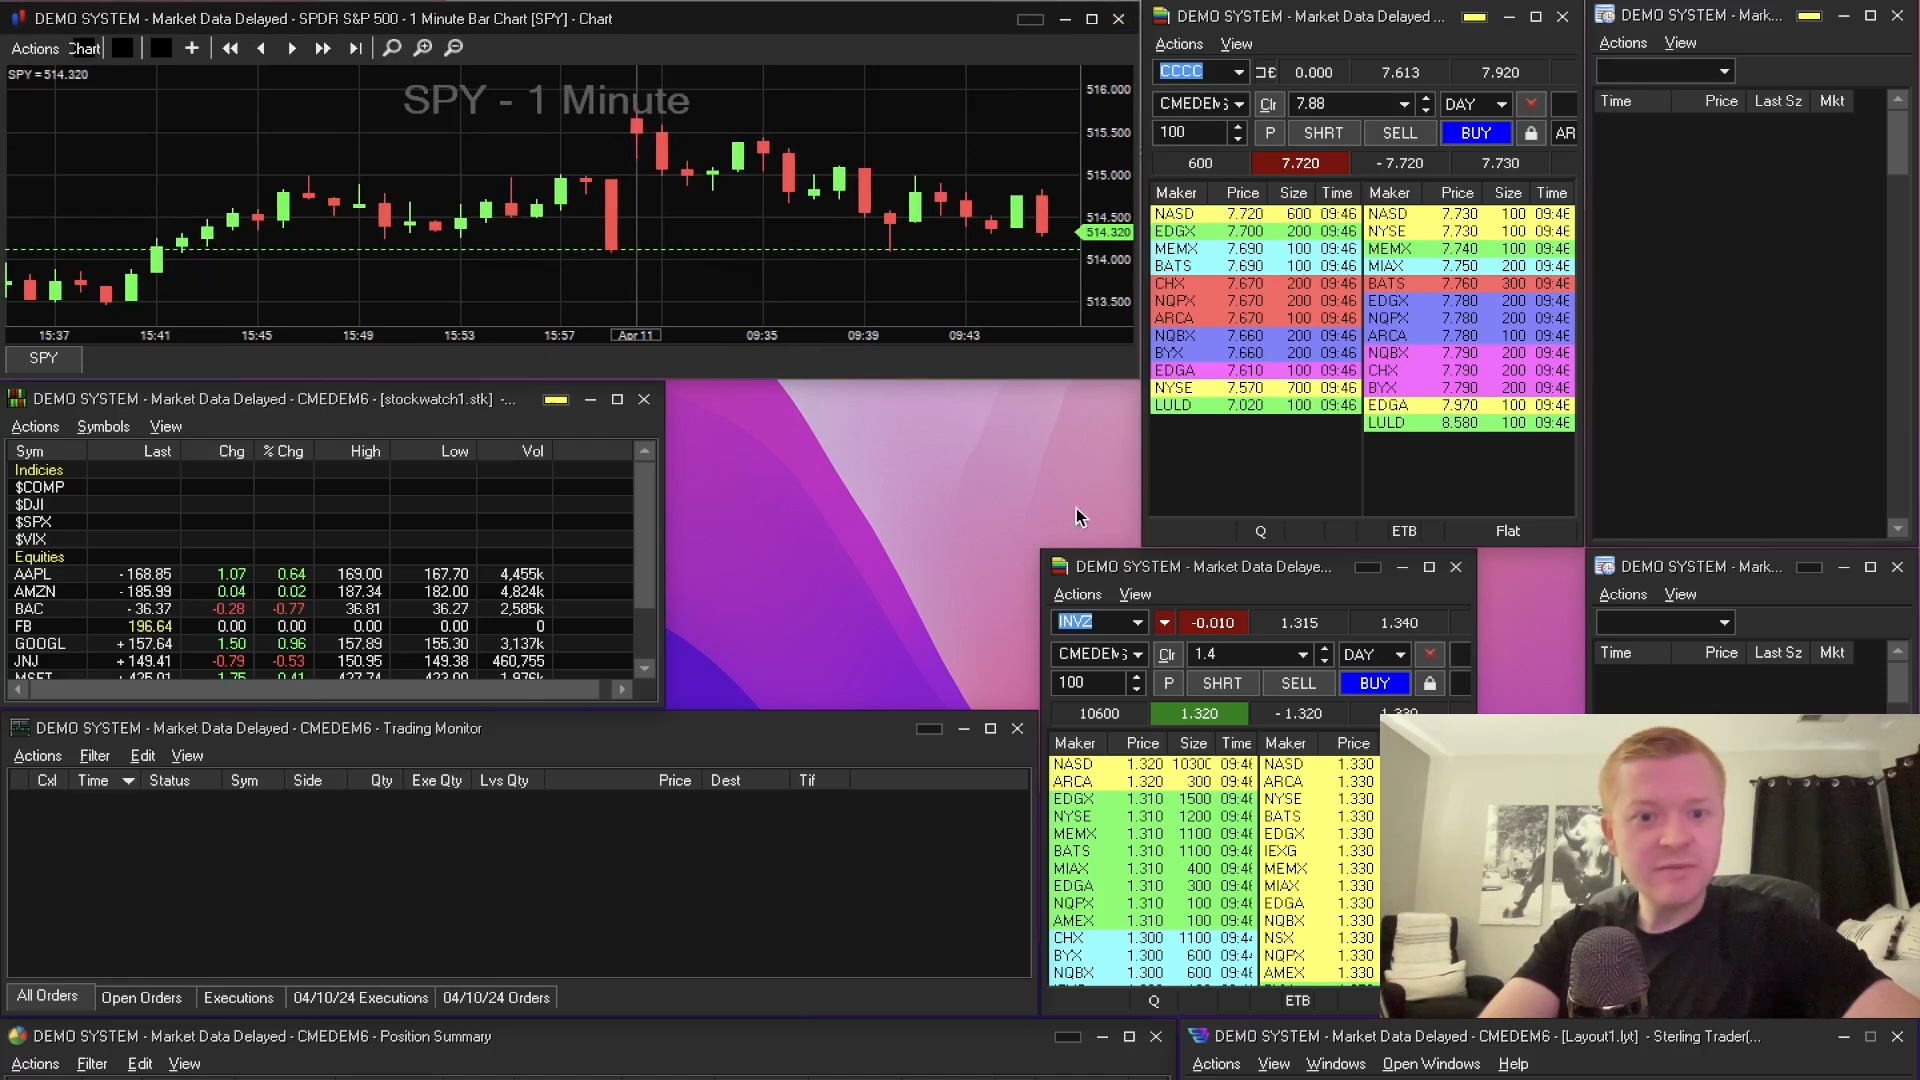 DEMO SYSTEM - Market Data Delayed - SPDR S&P 500 - 1 Minute Bar Chart [SPY] - Chart
Actions Chart
SPY = 514.320
SPY - 1 Minute
516.000
515.500
515.000
514.500
514.320
514.000
513.500
15:37 15:41 15:45 15:49 15:53 15:57 Apr 11 09:35 09:39 09:43
SPY
DEMO SYSTEM - Market Data Delayed ...
Actions View
CCCC 0.000 7.613 7.920
Clr 7.88 DAY
100 P SHRT SELL BUY AR
600 7.720 - 7.720 7.730
Maker Price Size Time Maker Price Size Time
NASD 7.720 600 09:46 NASD 7.730 100
EDGX 7.700 200 09:46 NYSE 7.730 100
MEMX 7.690 100 09:46 MEMX 7.740 100
BATS 7.690 100 09:46 MIAX 7.750 200
CHX 7.670 200 09:46 BATS 7.760 300
NQPX 7.670 200 09:46 EDGX 7.780 200
ARCA 7.670 100 09:46 NQPX 7.780 200
NQBX 7.660 200 09:46 ARCA 7.780 100
BYX 7.660 200 09:46 NQBX 7.790 200
EDGA 7.610 100 09:46 CHX 7.790 200
NYSE 7.570 700 09:46 BYX 7.790 200
LULD 7.020 100 09:46 EDGA 7.970 100
LULD 8.580 100
Q ETB Flat
DEMO SYSTEM - Mark...
Actions View
Time Price Last Sz Mkt
DEMO SYSTEM - Market Data Delayed - CMEDEM6 - [stockwatch1.stk] -...
Actions Symbols View
Sym Last Chg % Chg High Low Vol
Indicies
$COMP
$DJI
$SPX
$VIX
Equities
AAPL - 168.85 1.07 0.64 169.00 167.70 4,455k
AMZN - 185.99 0.04 0.02 187.34 182.00 4,824k
BAC - 36.37 -0.28 -0.77 36.81 36.27 2,585k
FB 196.64 0.00 0.00 0.00 0.00 0
GOOGL + 157.64 1.50 0.96 157.89 155.30 3,137k
JNJ + 149.41 -0.79 -0.53 150.95 149.38 460,755
DEMO SYSTEM - Market Data Delaye...
Actions View
INVZ -0.010 1.315 1.340
Clr 1.4 DAY
100 P SHRT SELL BUY
10600 1.320 - 1.320
Maker Price Size Time Maker Price
NASD 1.320 NASD 1.330
ARCA 1.320 300 ARCA 1.330
EDGX 1.310 1500 NYSE 1.330
NYSE 1.310 1200 BATS 1.330
MEMX 1.310 1100 EDGX 1.330
BATS 1.310 1100 IEXG 1.330
MIAX 1.310 400 MEMX 1.330
EDGA 1.310 300 MIAX 1.330
NQPX 1.310 100 EDGA 1.330
AMEX 1.310 100 NQBX 1.330
CHX 1.300 1100 NSX 1.330
BYX 1.300 600 NQPX 1.330
NQBX 1.300 600 AMEX 1.330
Q ETB
DEMO SYSTEM - Mark...
Actions View
Time Price Last Sz Mkt
DEMO SYSTEM - Market Data Delayed - CMEDEM6 - Trading Monitor
Actions Filter Edit View
Cxl Time Status Sym Side Qty Exe Qty Lvs Qty Price Dest Tif
All Orders Open Orders Executions 04/10/24 Executions 04/10/24 Orders
DEMO SYSTEM - Market Data Delayed - CMEDEM6 - Position Summary
Actions Filter Edit View
DEMO SYSTEM - Market Data Delayed - CMEDEM6 - [Layout1.lyt] - Sterling Trader(...
Actions View Windows Open Windows Help